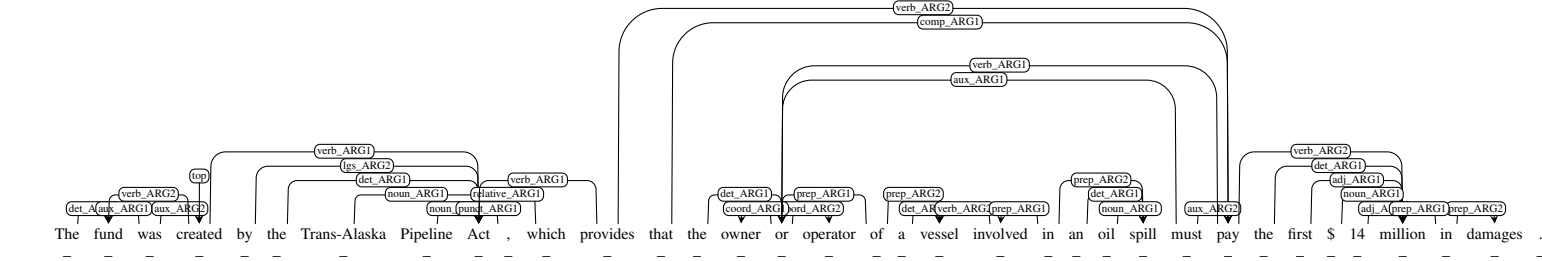 verb_ARG2
comp_ARG1
verb_ARG1
aux_ARG1
verb_ARG1 verb_ARG2
lgs_ARG2 det_ARG1
top det_ARG1 verb_ARG1 prep_ARG2 adj_ARG1
verb_ARG2 noun_ARG1 relative_ARG1 det_ARG1 prep_ARG1 prep_ARG2 det_ARG1 noun_ARG1
aux_ARG1 aux_ARG2 punct_ARG1 coord_ARG verb_ARG2 prep_ARG1 noun_ARG1 aux_ARG2 prep_ARG1 prep_ARG2
The fund was created by the Trans-Alaska Pipeline Act , which provides that the owner or operator of a vessel involved in an oil spill must pay the first $ 14 million in damages .